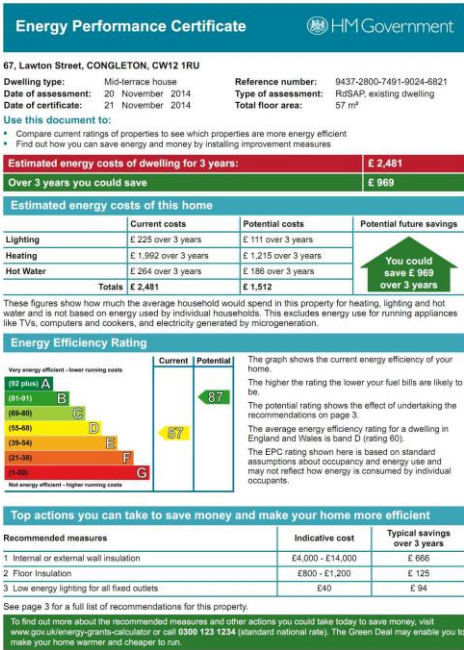 Energy Performance Certificate
HM Government
67, Lawton Street, CONGLETON, CW12 1RU
Dwelling type: Mid-terrace house
Date of assessment: 20 November 2014
Date of certificate: 21 November 2014
Reference number: 9437-2800-7491-9024-6821
Type of assessment: RdSAP, existing dwelling
Total floor area: 57 m²
Use this document to:
• Compare current ratings of properties to see which properties are more energy efficient
• Find out how you can save energy and money by installing improvement measures
Estimated energy costs of dwelling for 3 years: £ 2,481
Over 3 years you could save £ 969
Estimated energy costs of this home
Current costs Potential costs Potential future savings
Lighting £ 225 over 3 years £ 111 over 3 years
Heating £ 1,992 over 3 years £ 1,215 over 3 years
Hot Water £ 264 over 3 years £ 186 over 3 years
Totals £ 2,481 £ 1,512
You could
save £ 969
over 3 years
These figures show how much the average household would spend in this property for heating, lighting and hot
water and is not based on energy used by individual households. This excludes energy use for running appliances
like TVs, computers and cookers, and electricity generated by microgeneration.
Energy Efficiency Rating
Current Potential
Very energy efficient - lower running costs
(92 plus) A
(81-91) B
(69-80) C
(55-68) D
(39-54) E
(21-38) F
(1-20) G
Not energy efficient - higher running costs
57
87
The graph shows the current energy efficiency of your
home.
The higher the rating the lower your fuel bills are likely to
be.
The potential rating shows the effect of undertaking the
recommendations on page 3.
The average energy efficiency rating for a dwelling in
England and Wales is band D (rating 60).
The EPC rating shown here is based on standard
assumptions about occupancy and energy use and
may not reflect how energy is consumed by individual
occupants.
Top actions you can take to save money and make your home more efficient
Recommended measures Indicative cost Typical savings
over 3 years
1 Internal or external wall insulation £4,000 - £14,000 £ 666
2 Floor Insulation £800 - £1,200 £ 125
3 Low energy lighting for all fixed outlets £40 £ 94
See page 3 for a full list of recommendations for this property.
To find out more about the recommended measures and other actions you could take today to save money, visit
www.gov.uk/energy-grants-calculator or call 0300 123 1234 (standard national rate). The Green Deal may enable you to
make your home warmer and cheaper to run.